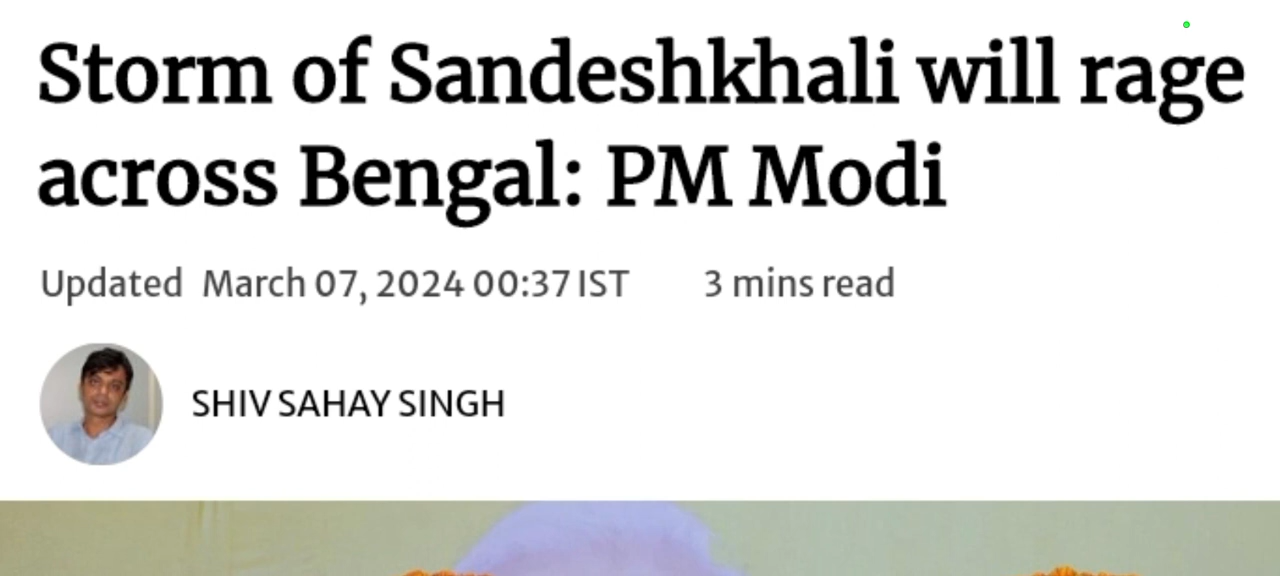 Storm of Sandeshkhali will rage
across Bengal: PM Modi
Updated March 07, 2024 00:37 IST 3 mins read
SHIV SAHAY SINGH